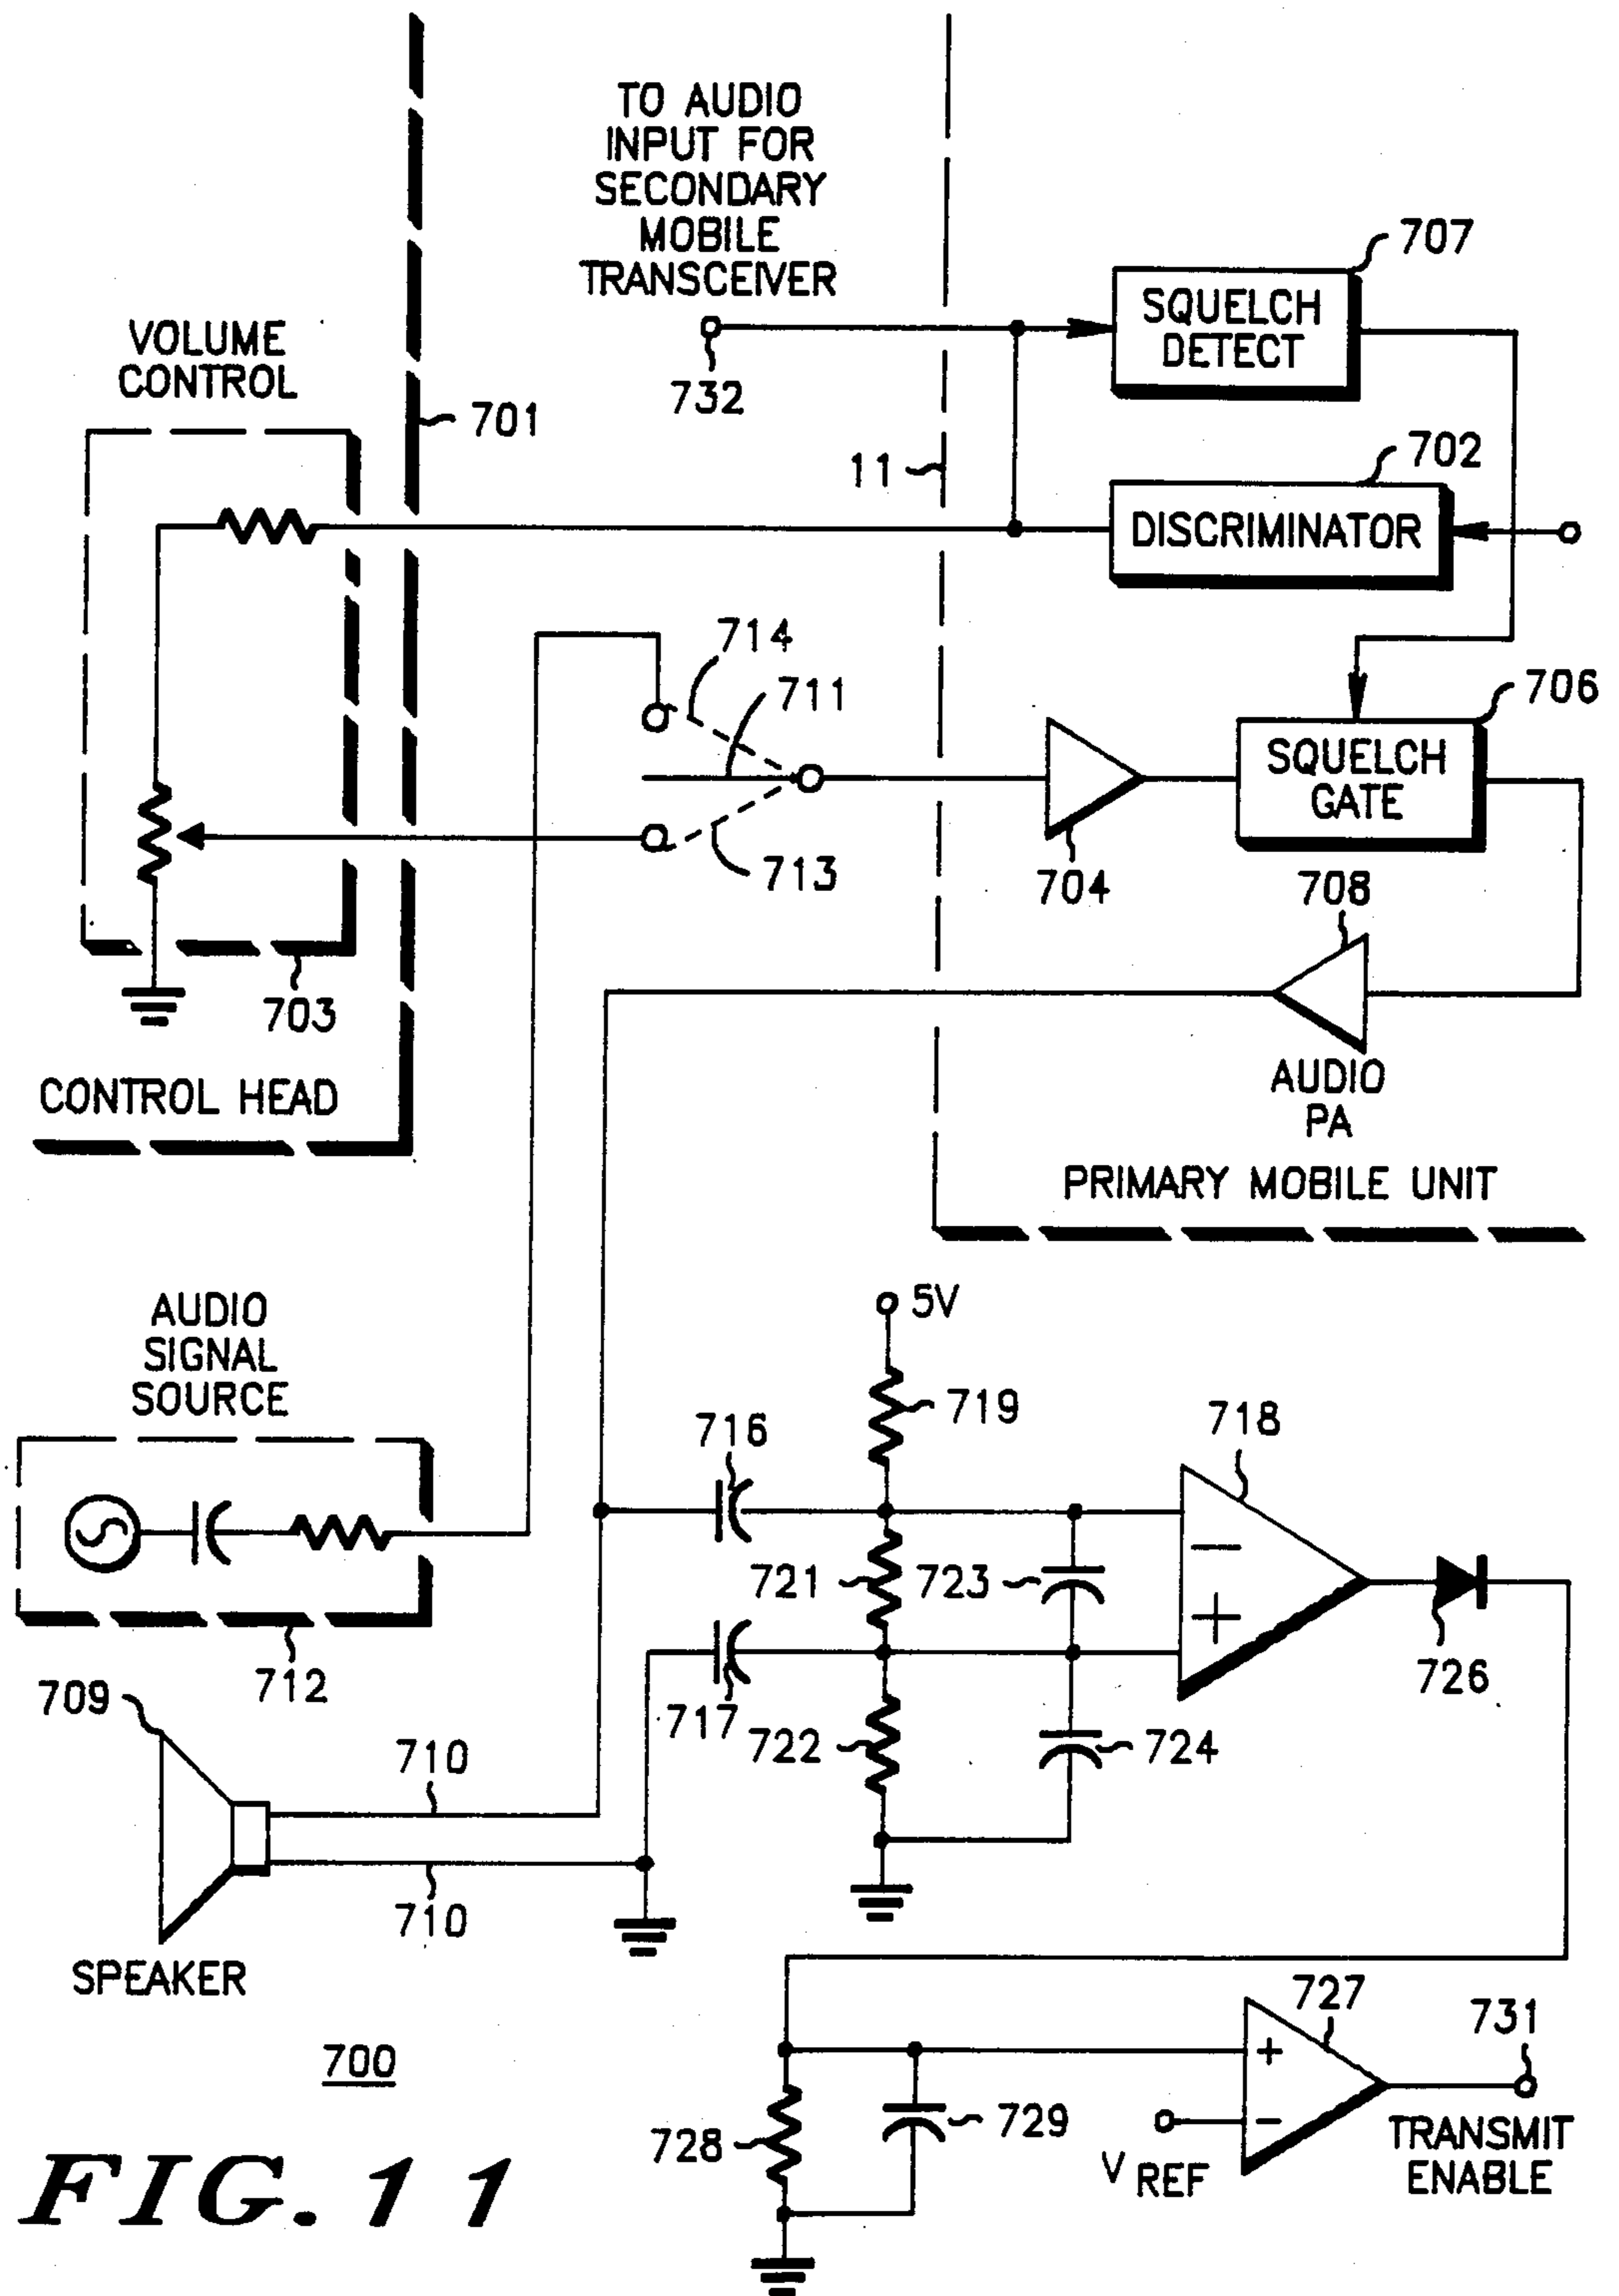 TO AUDIO
INPUT FOR
SECONDARY
MOBILE
TRANSCEIVER
732
VOLUME
CONTROL
701
11
707
SQUELCH
DETECT
702
DISCRIMINATOR
714
711
713
704
706
SQUELCH
GATE
708
AUDIO
PA
703
CONTROL HEAD
PRIMARY MOBILE UNIT
AUDIO
SIGNAL
SOURCE
712
5V
719
716
718
−
+
721
723
717
722
724
726
709
710
710
SPEAKER
727
731
+
−
728
729
V REF
TRANSMIT
ENABLE
700
FIG. 11